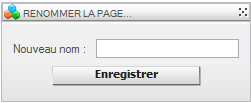 RENOMMER LA PAGE...
Nouveau nom :
Enregistrer